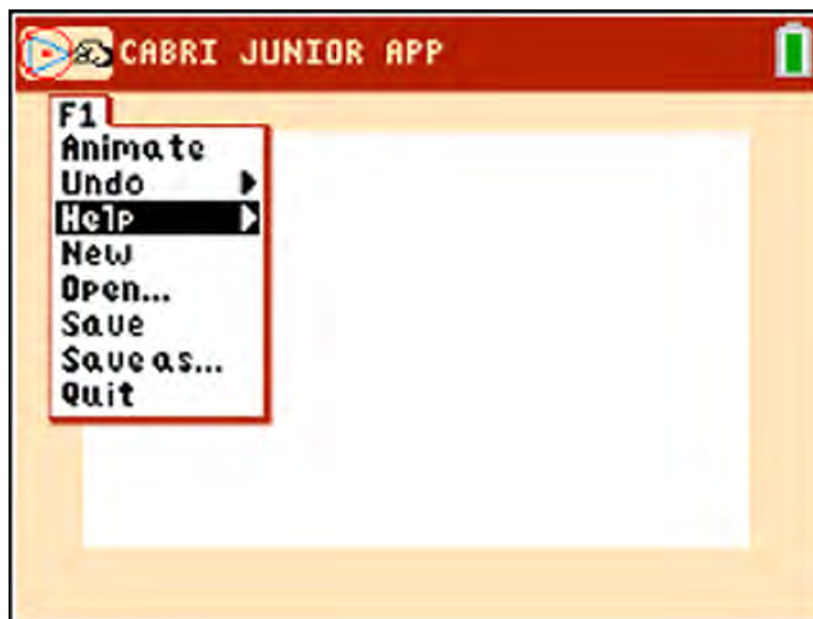 CABRI JUNIOR APP
F1
Animate
Undo
Help
New
Open...
Save
Save as...
Quit